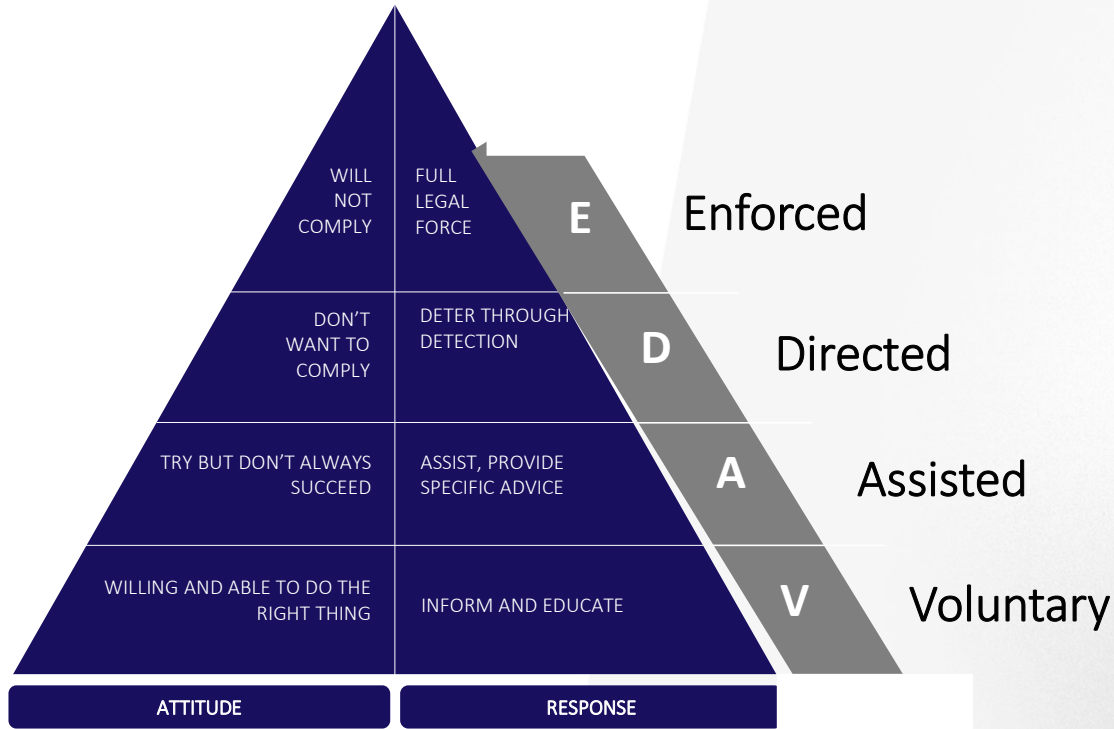 WILL
NOT
COMPLY
FULL
LEGAL
FORCE
E
Enforced
DON'T
WANT TO
COMPLY
DETER THROUGH
DETECTION
D
Directed
TRY BUT DON'T ALWAYS
SUCCEED
ASSIST, PROVIDE
SPECIFIC ADVICE
A
Assisted
WILLING AND ABLE TO DO THE
RIGHT THING
INFORM AND EDUCATE
V
Voluntary
ATTITUDE
RESPONSE